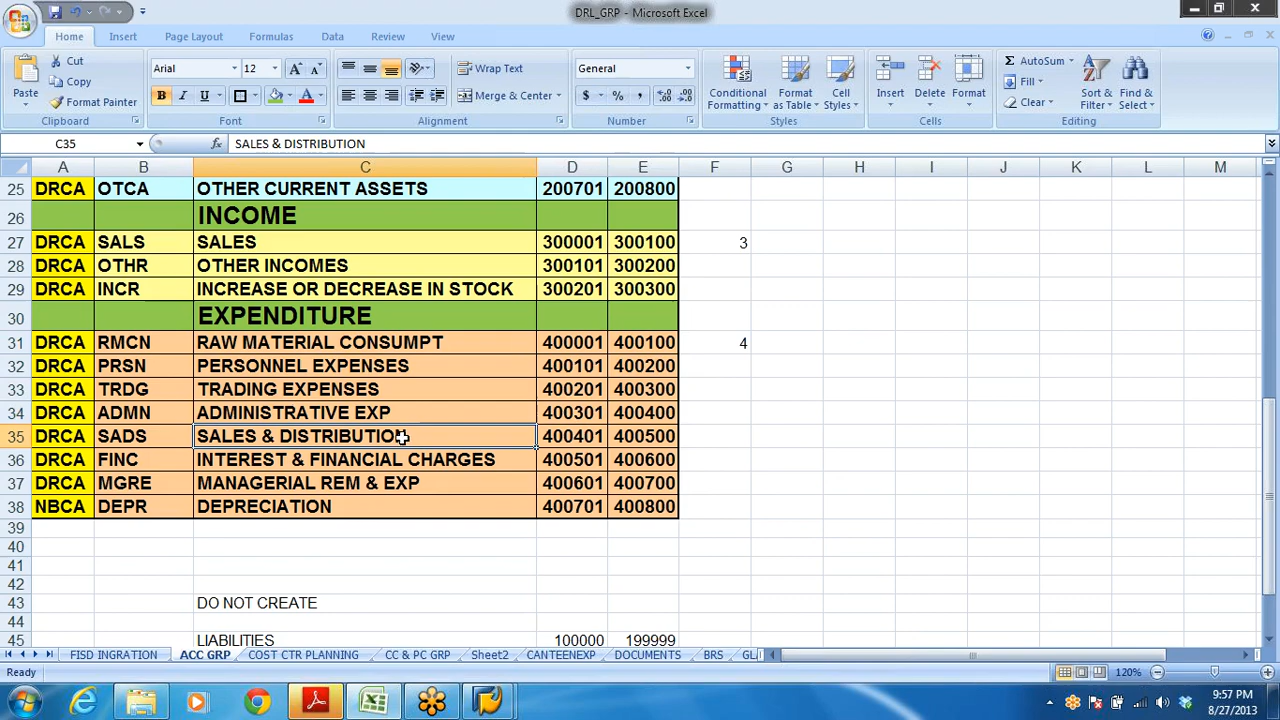 DRL_GRP - Microsoft Excel
Home Insert Page Layout Formulas Data Review View
Paste
Cut
Copy
Format Painter
Clipboard
Arial 12
B I U
Font
Wrap Text
Merge & Center
Alignment
General
$ % ,
Number
Conditional Formatting
Format as Table
Cell Styles
Styles
Insert Delete Format
Cells
Σ AutoSum
Fill
Clear
Sort & Filter
Find & Select
Editing
C35 fx SALES & DISTRIBUTION
A B C D E F G H I J K L M
25 DRCA OTCA OTHER CURRENT ASSETS 200701 200800
26 INCOME
27 DRCA SALS SALES 300001 300100 3
28 DRCA OTHR OTHER INCOMES 300101 300200
29 DRCA INCR INCREASE OR DECREASE IN STOCK 300201 300300
30 EXPENDITURE
31 DRCA RMCN RAW MATERIAL CONSUMPT 400001 400100 4
32 DRCA PRSN PERSONNEL EXPENSES 400101 400200
33 DRCA TRDG TRADING EXPENSES 400201 400300
34 DRCA ADMN ADMINISTRATIVE EXP 400301 400400
35 DRCA SADS SALES & DISTRIBUTION 400401 400500
36 DRCA FINC INTEREST & FINANCIAL CHARGES 400501 400600
37 DRCA MGRE MANAGERIAL REM & EXP 400601 400700
38 NBCA DEPR DEPRECIATION 400701 400800
39
40
41
42
43 DO NOT CREATE
44
45 LIABILITIES 100000 199999
FISD INGRATION ACC GRP COST CTR PLANNING CC & PC GRP Sheet2 CANTEENEXP DOCUMENTS BRS GL
Ready 120%
9:57 PM
8/27/2013